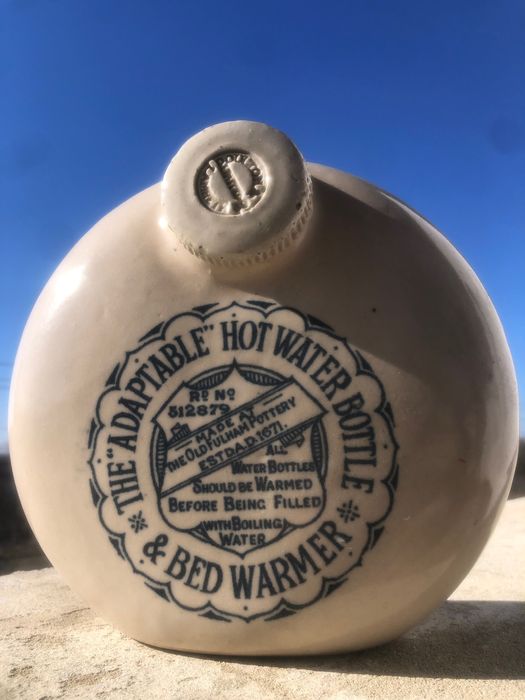 THE "ADAPTABLE" HOT WATER BOTTLE
& BED WARMER
RD NO
512879
MADE AT
THE OLD FULHAM POTTERY
ESTD A.D. 1671.
ALL
WATER BOTTLES
SHOULD BE WARMED
BEFORE BEING FILLED
WITH BOILING
WATER